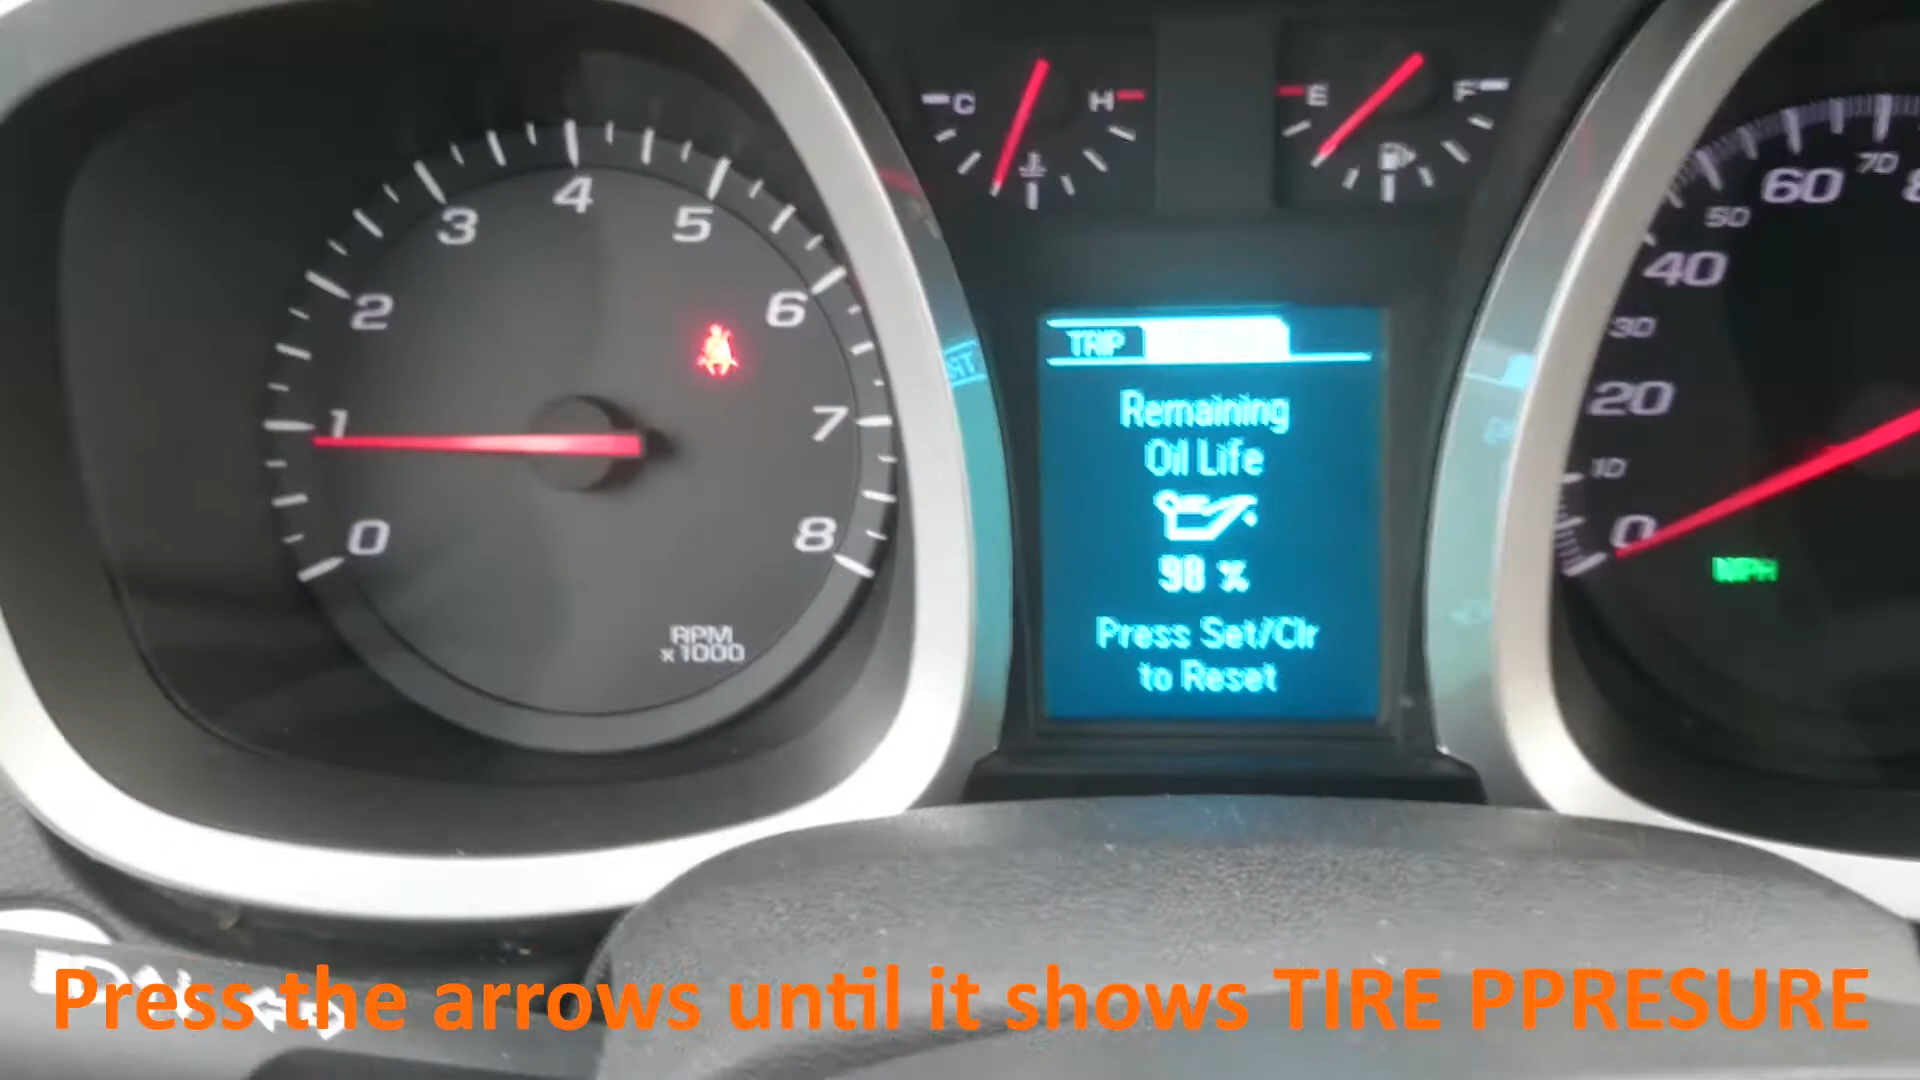 C H
E F
4
3 5
2 6
1 7
0 8
RPM
x 1000
TRIP
Remaining
Oil Life
98 %
Press Set/Clr
to Reset
70
60
50
40
30
20
10
0
MPH
Press the arrows until it shows TIRE PPRESURE